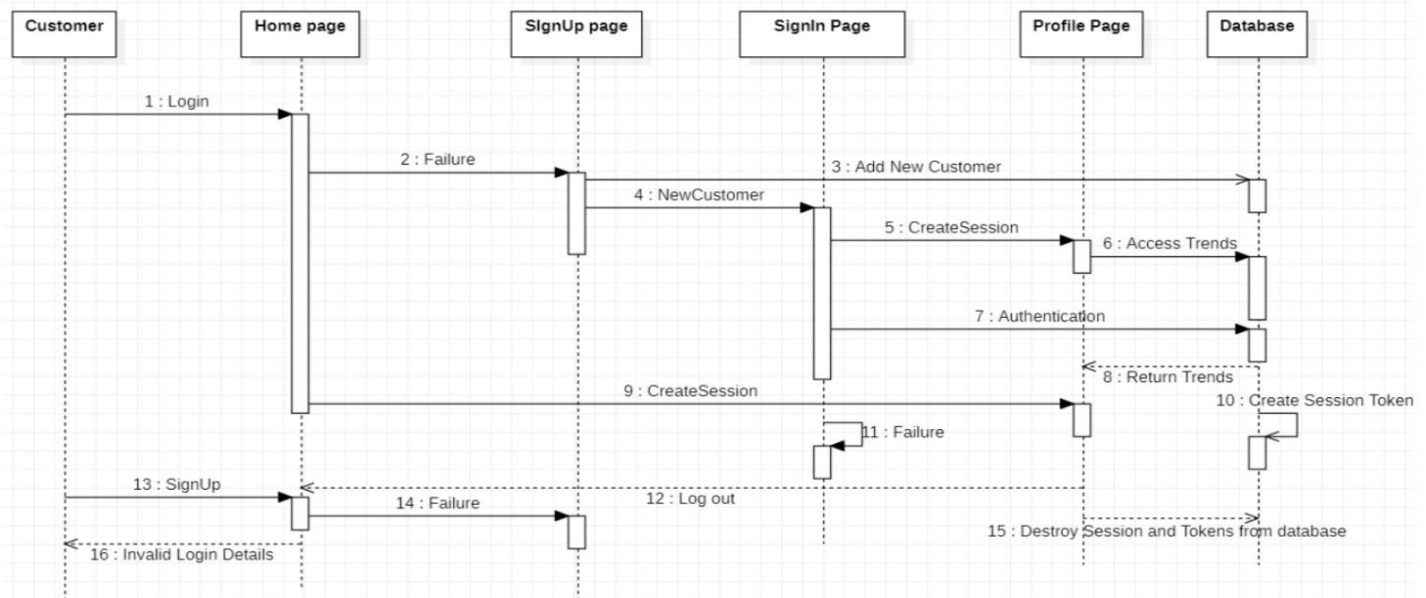 Customer
Home page
SIgnUp page
SignIn Page
Profile Page
Database
1 : Login
2 : Failure
3 : Add New Customer
4 : NewCustomer
5 : CreateSession
6 : Access Trends
7 : Authentication
8 : Return Trends
9 : CreateSession
10 : Create Session Token
11 : Failure
13 : SignUp
12 : Log out
14 : Failure
15 : Destroy Session and Tokens from database
16 : Invalid Login Details